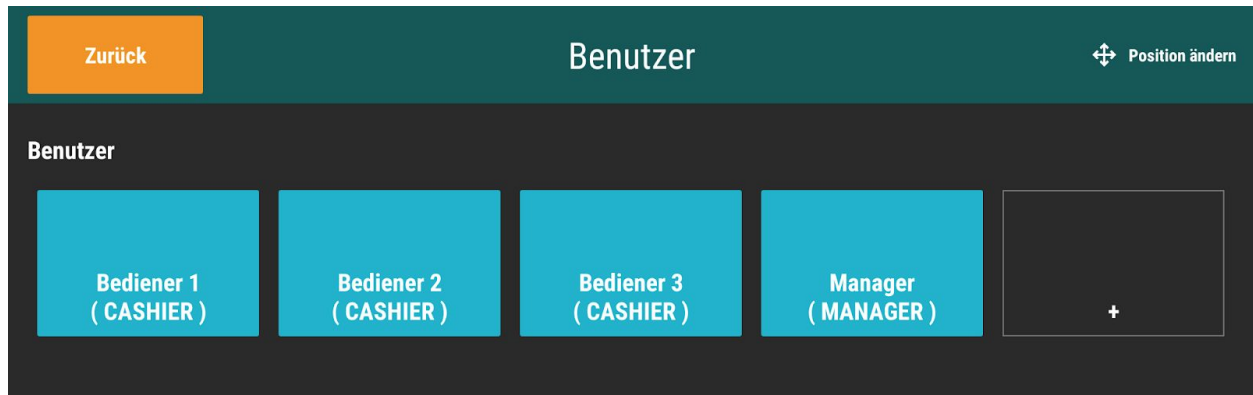 Zurück
Benutzer
Position ändern
Benutzer
Bediener 1
( CASHIER )
Bediener 2
( CASHIER )
Bediener 3
( CASHIER )
Manager
( MANAGER )
+